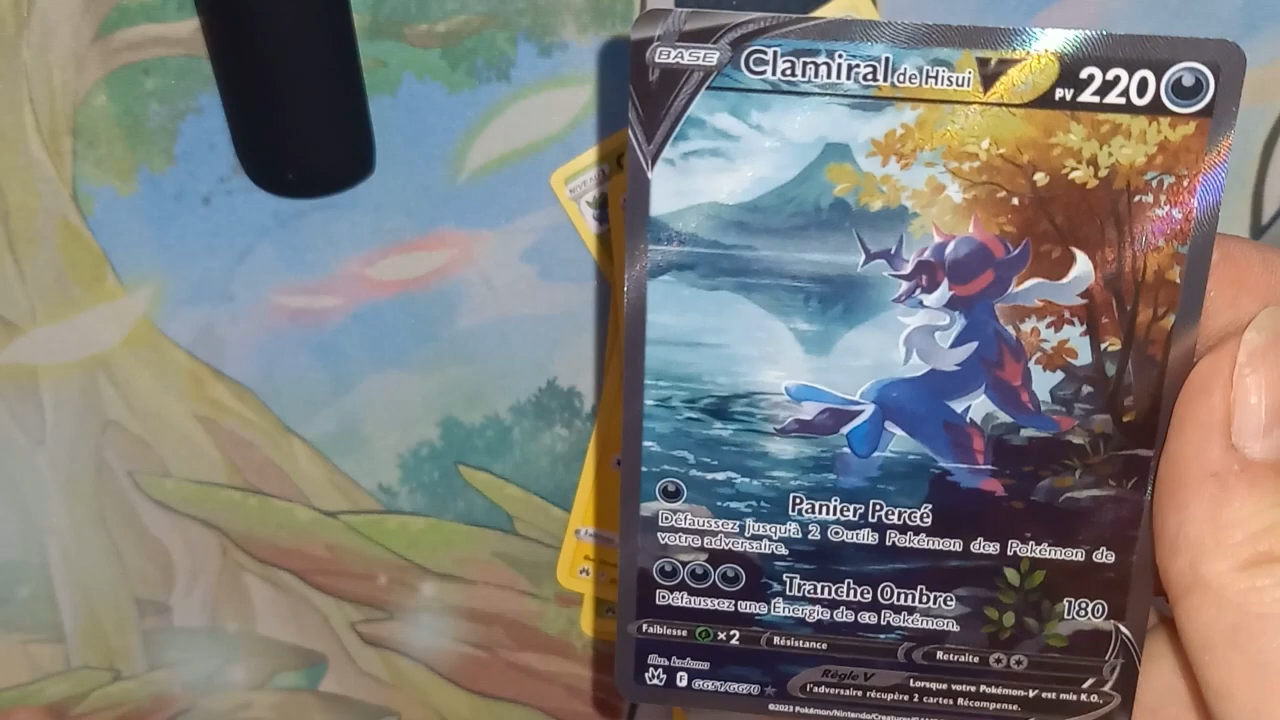 BASE Clamiral de Hisui V PV 220
NIVEAU 1
Panier Percé
Défaussez jusqu'à 2 Outils Pokémon des Pokémon de
votre adversaire.
Tranche Ombre 180
Défaussez une Énergie de ce Pokémon.
Faiblesse ×2 Résistance Retraite
Illus. kodama
F GG51/GG70
Règle V Lorsque votre Pokémon-V est mis K.O.,
l'adversaire récupère 2 cartes Récompense.
©2023 Pokémon/Nintendo/Creatures/GAME